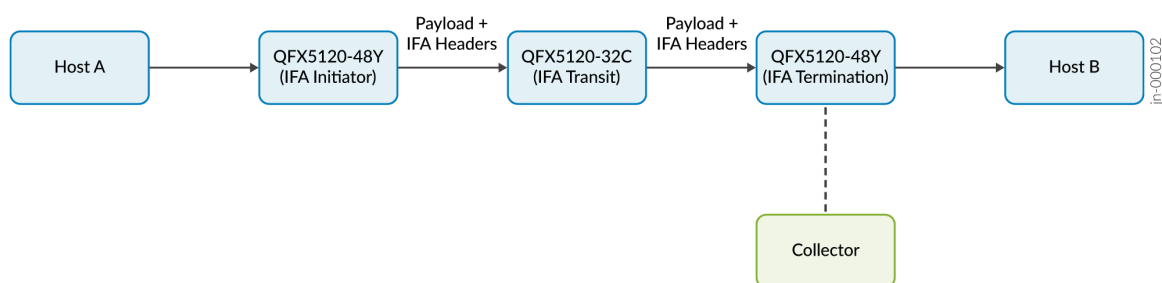 Payload +
IFA Headers
Payload +
IFA Headers
Host A
QFX5120-48Y
(IFA Initiator)
QFX5120-32C
(IFA Transit)
QFX5120-48Y
(IFA Termination)
Host B
in-000102
Collector